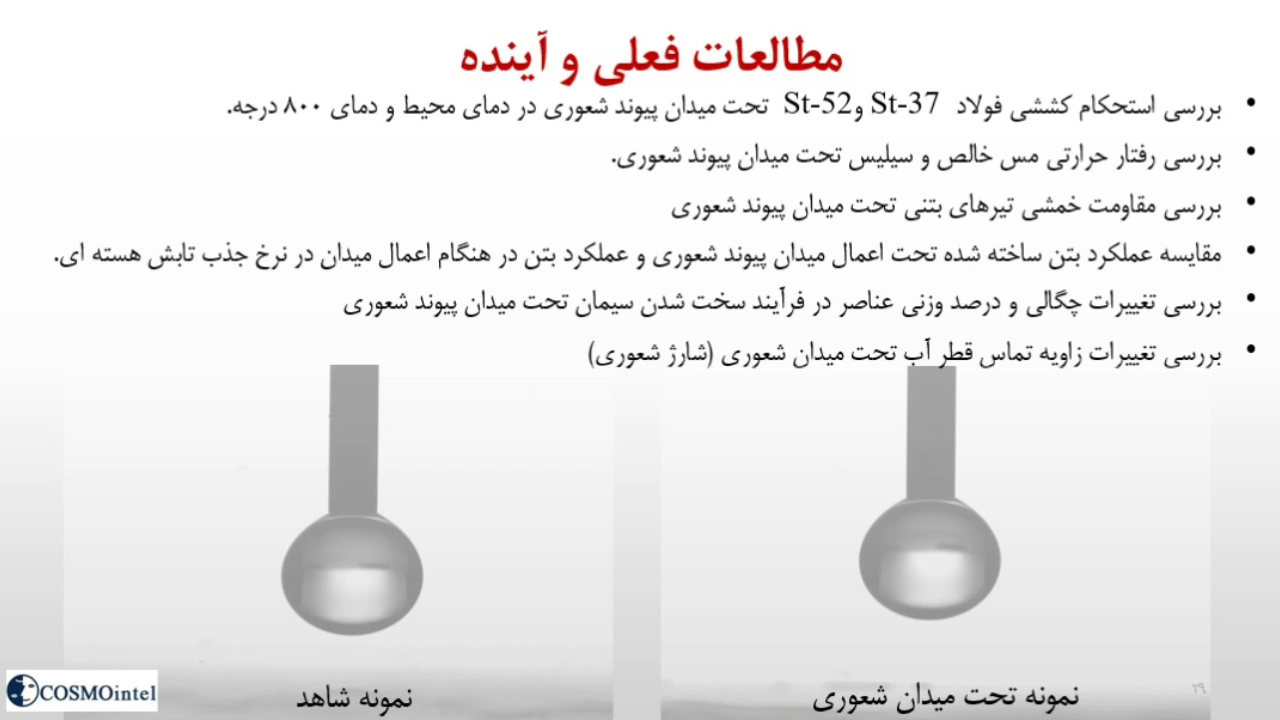 مطالعات فعلی و آینده
• بررسی استحکام کششی فولاد St-37 و St-52 تحت میدان پیوند شعوری در دمای محیط و دمای ۸۰۰ درجه.
• بررسی رفتار حرارتی مس خالص و سیلیس تحت میدان پیوند شعوری.
• بررسی مقاومت خمشی تیرهای بتنی تحت میدان پیوند شعوری
• مقایسه عملکرد بتن ساخته شده تحت اعمال میدان پیوند شعوری و عملکرد بتن در هنگام اعمال میدان در نرخ جذب تابش هسته ای.
• بررسی تغییرات چگالی و درصد وزنی عناصر در فرآیند سخت شدن سیمان تحت میدان پیوند شعوری
• بررسی تغییرات زاویه تماس قطر آب تحت میدان شعوری (شارژ شعوری)
نمونه تحت میدان شعوری
نمونه شاهد
۲۹
COSMOintel